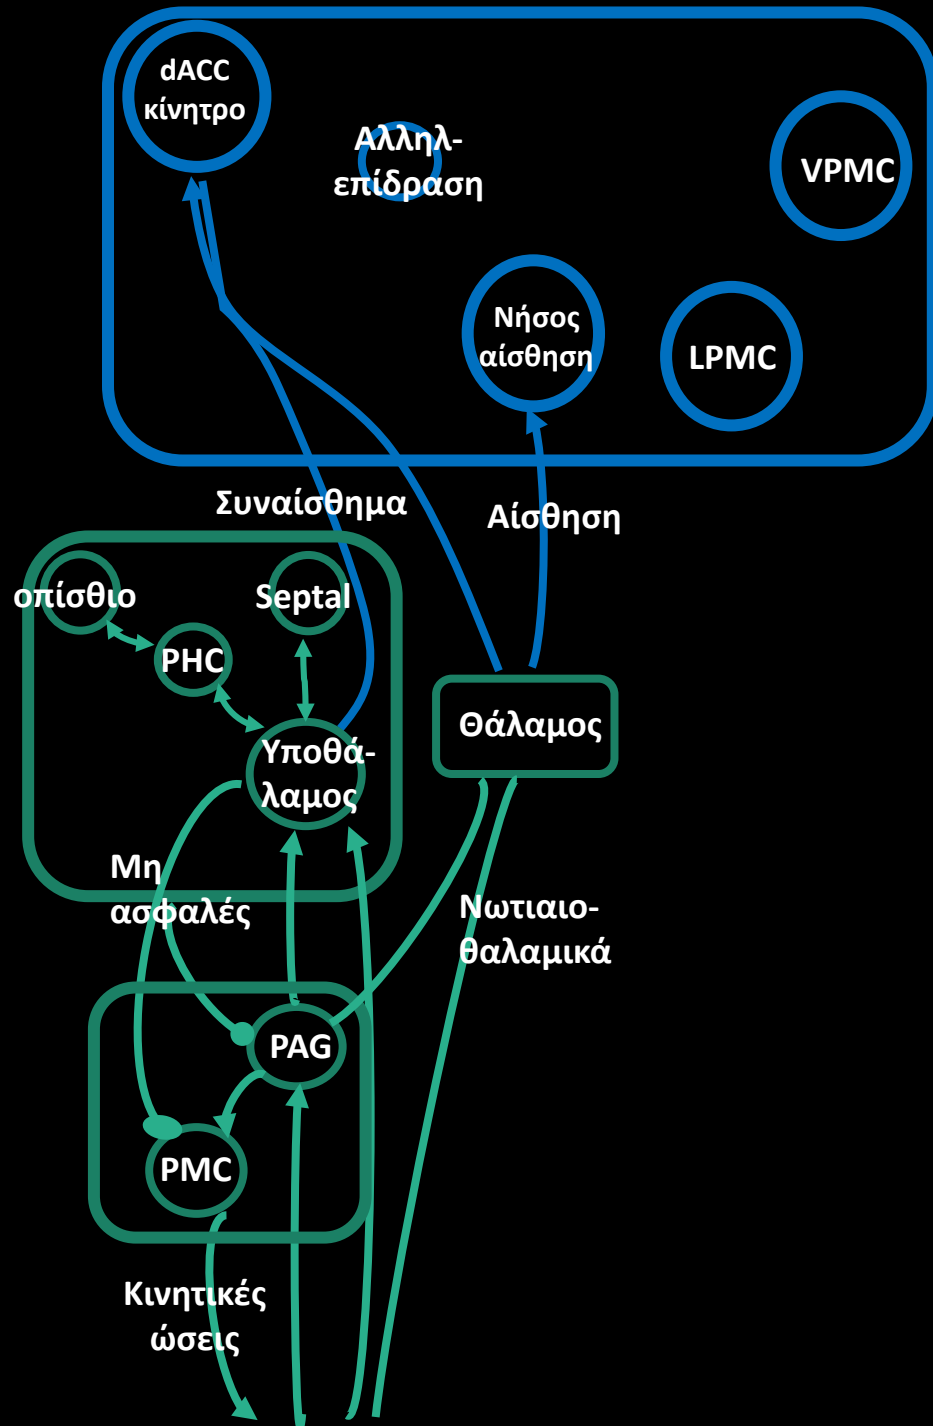 dACC
κίνητρο
Αλληλ-
επίδραση
VPMC
Νήσος
αίσθηση
LPMC
Συναίσθημα
Αίσθηση
οπίσθιο
Septal
PHC
Θάλαμος
Υποθά-
λαμος
Μη
ασφαλές
Νωτιαιο-
θαλαμικά
PAG
PMC
Κινητικές
ώσεις